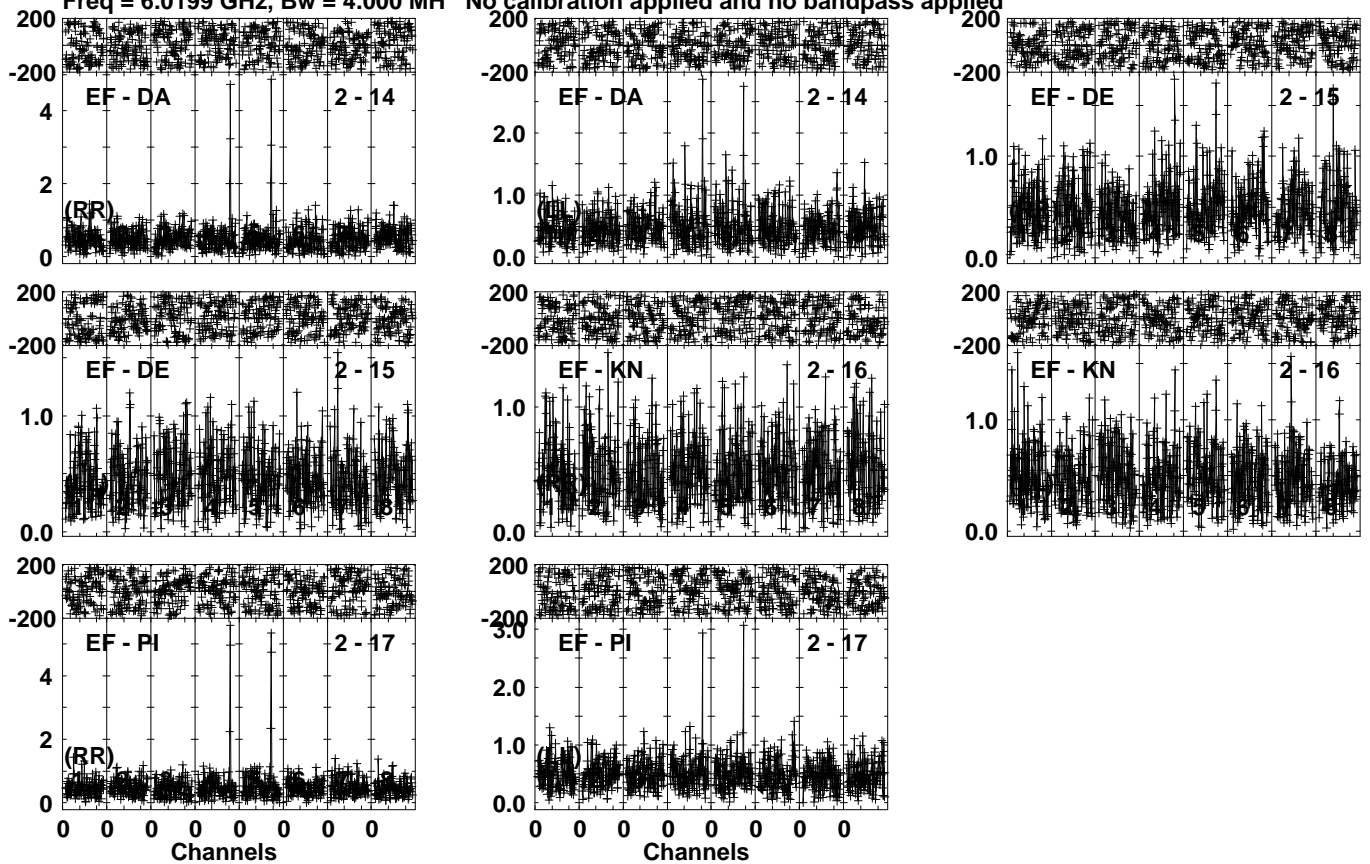 Freq = 6.0199 GHz, Bw = 4.000 MH No calibration applied and no bandpass applied
200 200 200
-200 -200 -200
EF - DA 2 - 14 EF - DA 2 - 14 EF - DE 2 - 15
4 2.0 1.0
2 1.0
(RR)
0 0.0 0.0
200 200 200
-200 -200 -200
EF - DE 2 - 15 EF - KN 2 - 16 EF - KN 2 - 16
1.0 1.0 1.0
0.0 0.0 0.0
200 200
-200 -200
EF - PI 2 - 17 EF - PI 2 - 17
3.0
4 2.0
2 1.0
(RR)
0 0.0
0 0 0 0 0 0 0 0 0 0 0 0 0 0 0 0
Channels Channels